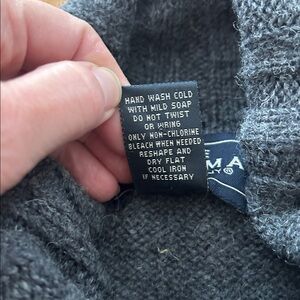 HAND WASH COLD
WITH MILD SOAP
DO NOT TWIST
OR WRING
ONLY NON-CHLORINE
BLEACH WHEN NEEDED
RESHAPE AND
DRY FLAT
COOL IRON
IF NECESSARY
MA